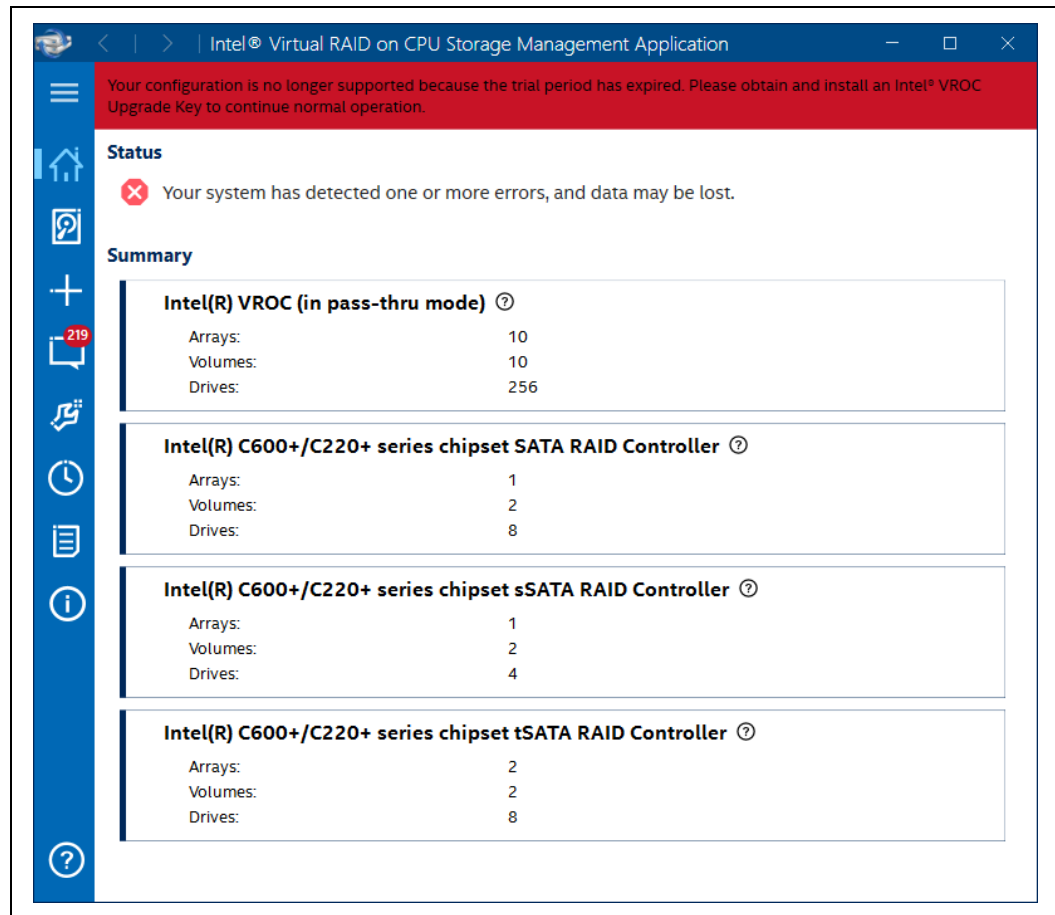 Intel® Virtual RAID on CPU Storage Management Application
Your configuration is no longer supported because the trial period has expired. Please obtain and install an Intel® VROC
Upgrade Key to continue normal operation.
Status
Your system has detected one or more errors, and data may be lost.
Summary
Intel(R) VROC (in pass-thru mode) ?
Arrays: 10
Volumes: 10
Drives: 256
219
Intel(R) C600+/C220+ series chipset SATA RAID Controller ?
Arrays: 1
Volumes: 2
Drives: 8
Intel(R) C600+/C220+ series chipset sSATA RAID Controller ?
Arrays: 1
Volumes: 2
Drives: 4
Intel(R) C600+/C220+ series chipset tSATA RAID Controller ?
Arrays: 2
Volumes: 2
Drives: 8